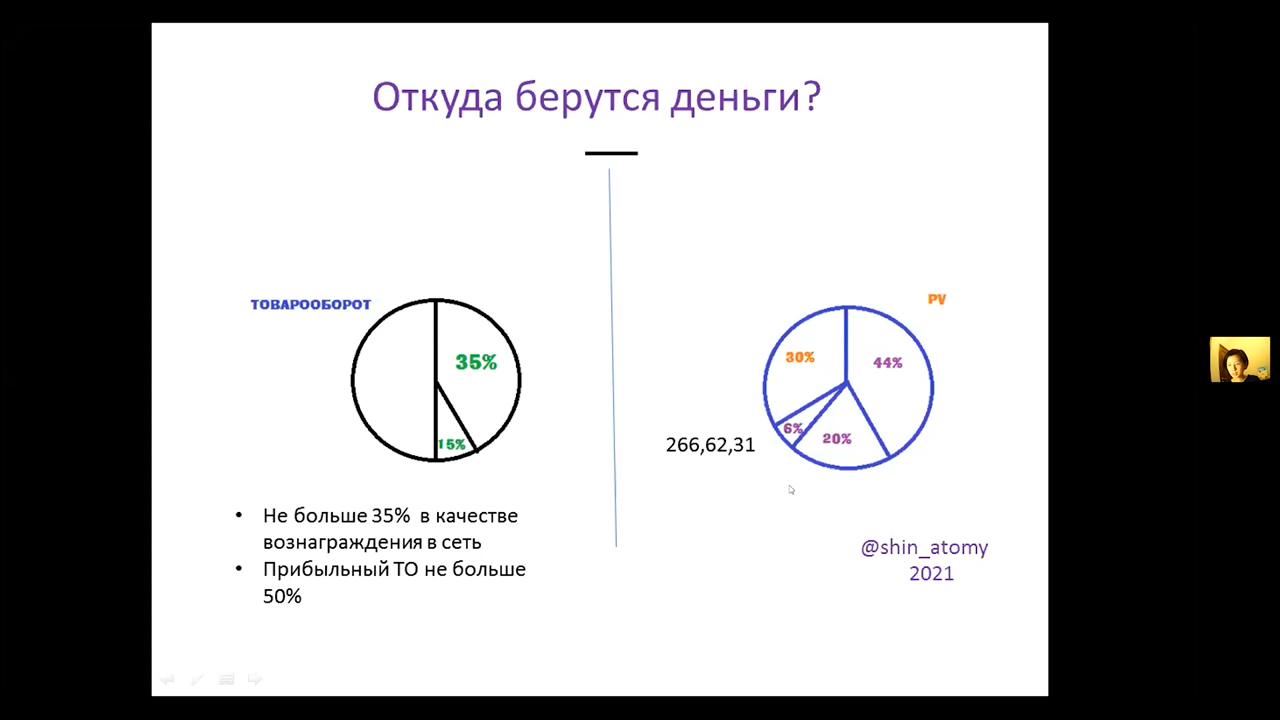 Откуда берутся деньги?
ТОВАРООБОРОТ
35%
15%
PV
30%
44%
6%
20%
266,62,31
• Не больше 35% в качестве
вознаграждения в сеть
• Прибыльный ТО не больше
50%
@shin_atomy
2021